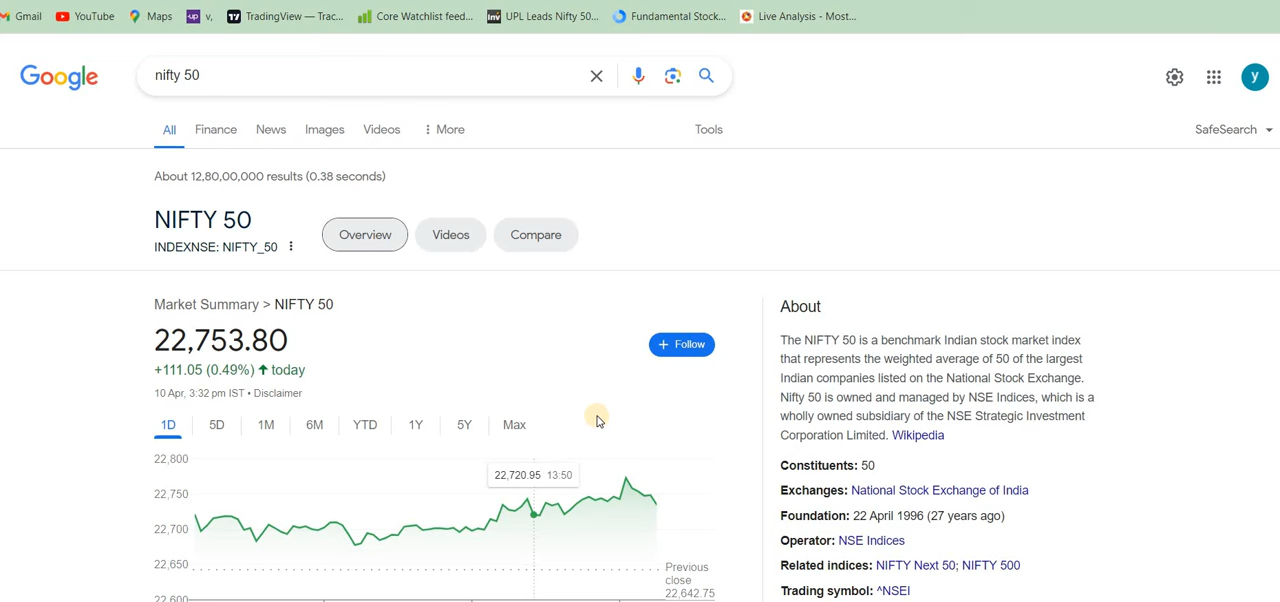 Gmail YouTube Maps v, TradingView — Trac... Core Watchlist feed... UPL Leads Nifty 50... Fundamental Stock... Live Analysis - Most...
Google nifty 50 y
All Finance News Images Videos More Tools SafeSearch
About 12,80,00,000 results (0.38 seconds)
NIFTY 50
INDEXNSE: NIFTY_50
Overview Videos Compare
Market Summary > NIFTY 50
22,753.80
+ Follow
+111.05 (0.49%) ↑ today
10 Apr, 3:32 pm IST • Disclaimer
1D 5D 1M 6M YTD 1Y 5Y Max
22,800
22,720.95 13:50
22,750
22,700
22,650
22,600
Previous
close
22,642.75
About
The NIFTY 50 is a benchmark Indian stock market index
that represents the weighted average of 50 of the largest
Indian companies listed on the National Stock Exchange.
Nifty 50 is owned and managed by NSE Indices, which is a
wholly owned subsidiary of the NSE Strategic Investment
Corporation Limited. Wikipedia
Constituents: 50
Exchanges: National Stock Exchange of India
Foundation: 22 April 1996 (27 years ago)
Operator: NSE Indices
Related indices: NIFTY Next 50; NIFTY 500
Trading symbol: ^NSEI